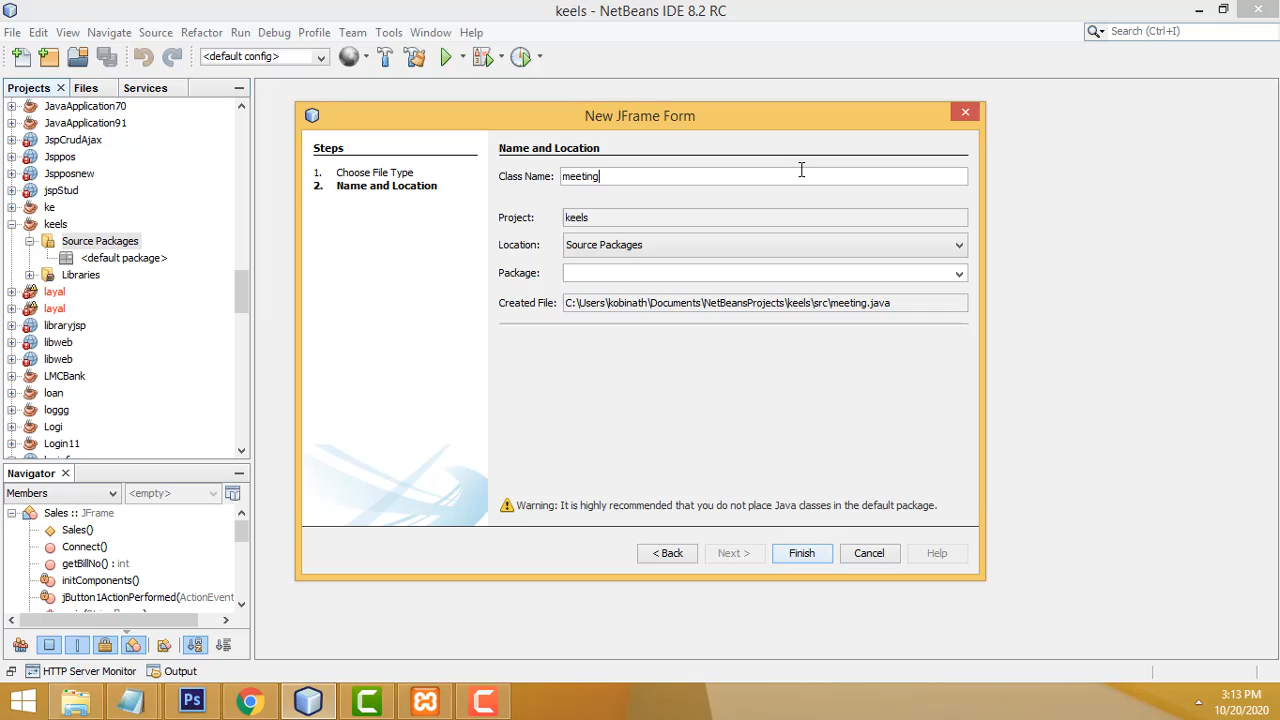 keels - NetBeans IDE 8.2 RC
File Edit View Navigate Source Refactor Run Debug Profile Team Tools Window Help
Search (Ctrl+I)
<default config>
Projects Files Services
JavaApplication70
JavaApplication91
JspCrudAjax
Jsppos
Jspposnew
jspStud
ke
keels
Source Packages
<default package>
Libraries
layal
layal
libraryjsp
libweb
libweb
LMCBank
loan
loggg
Logi
Login11
Navigator
Members
<empty>
Sales :: JFrame
Sales()
Connect()
getBillNo() : int
initComponents()
jButton1ActionPerformed(ActionEvent
New JFrame Form
Steps
1. Choose File Type
2. Name and Location
Name and Location
Class Name: meeting
Project: keels
Location: Source Packages
Package:
Created File: C:\Users\kobinath\Documents\NetBeansProjects\keels\src\meeting.java
Warning: It is highly recommended that you do not place Java classes in the default package.
< Back Next > Finish Cancel Help
HTTP Server Monitor Output
Ps
3:13 PM
10/20/2020